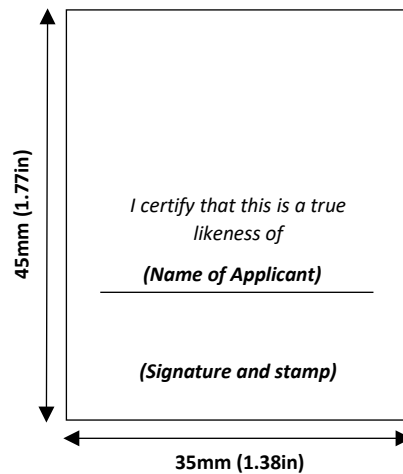 45mm (1.77in)
I certify that this is a true
likeness of
(Name of Applicant)
(Signature and stamp)
35mm (1.38in)